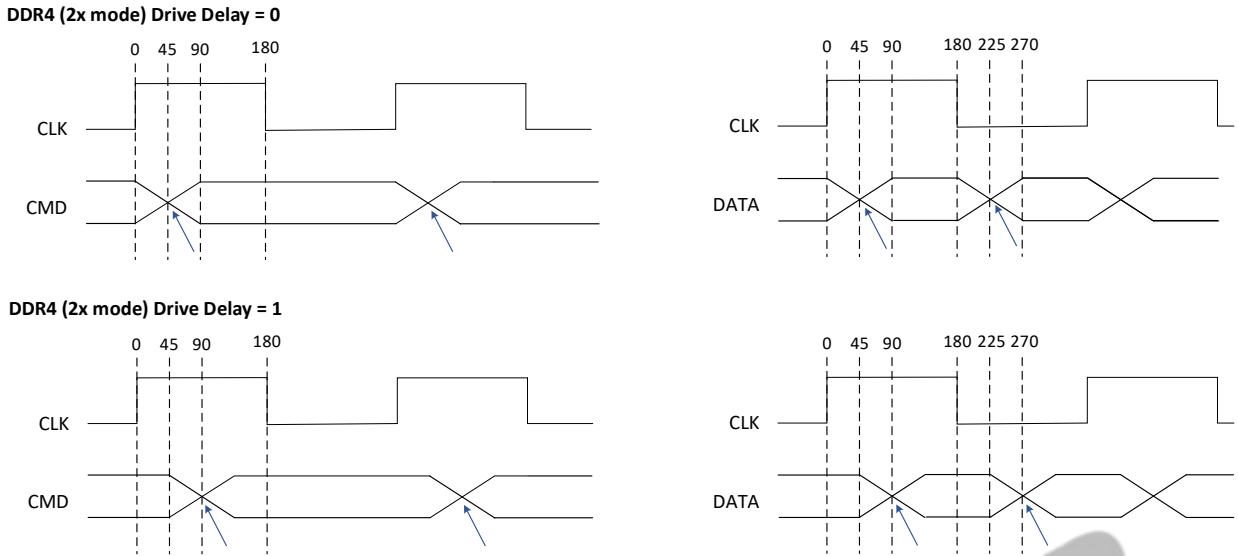 DDR4 (2x mode) Drive Delay = 0
0 45 90 180
CLK
CMD
0 45 90 180 225 270
CLK
DATA
DDR4 (2x mode) Drive Delay = 1
0 45 90 180
CLK
CMD
0 45 90 180 225 270
CLK
DATA